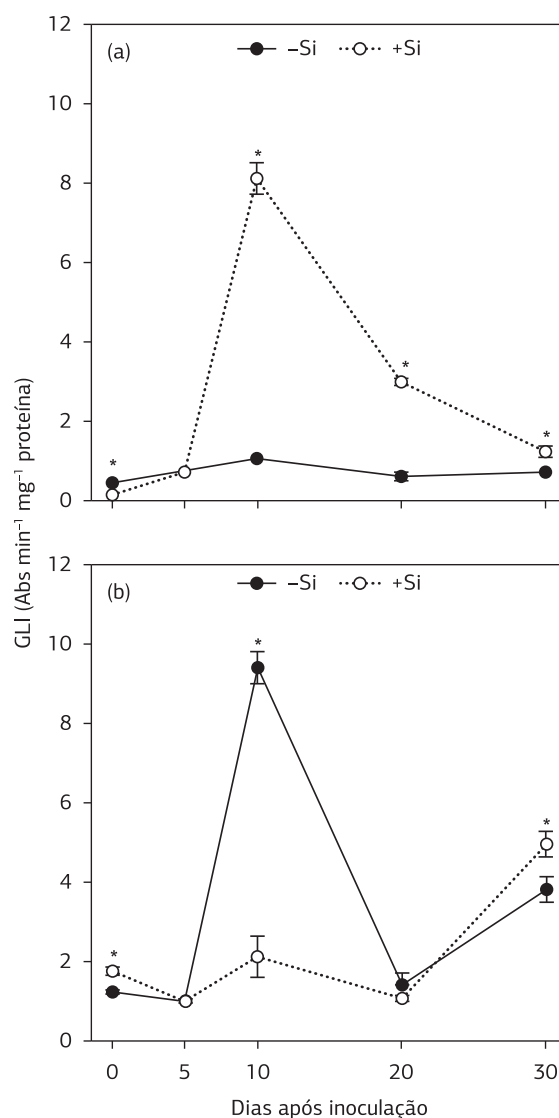 12
(a)
–Si
+Si
10
*
8
6
4
*
2
*
*
0
GLI (Abs min⁻¹ mg⁻¹ proteína)
12
(b)
–Si
+Si
10
*
8
6
*
4
2
*
0
0 5 10 20 30
Dias após inoculação